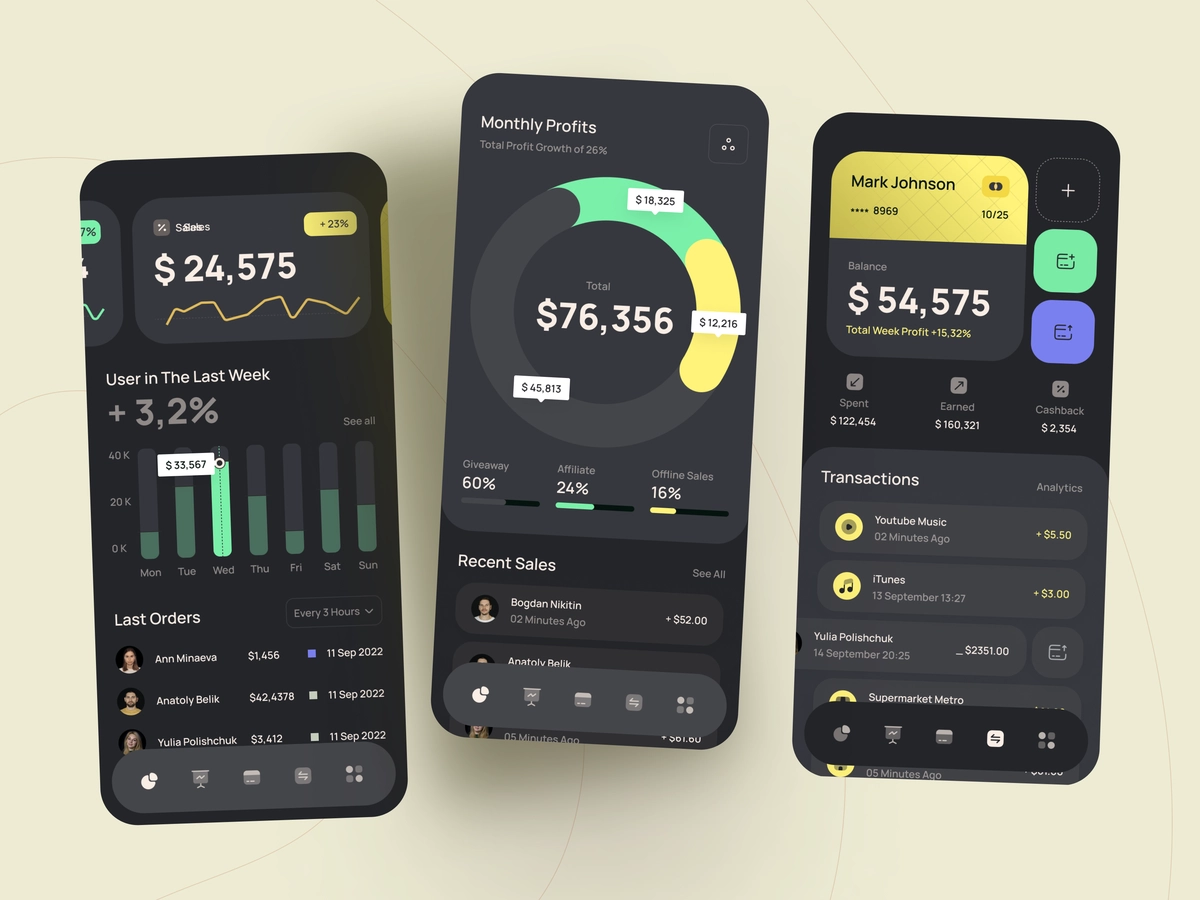 7%
Sales
Sales
+ 23%
$ 24,575
User in The Last Week
+ 3,2%
See all
40 K
20 K
0 K
$ 33,567
Mon
Tue
Wed
Thu
Fri
Sat
Sun
Last Orders
Every 3 Hours
Ann Minaeva $1,456 11 Sep 2022
Anatoly Belik $42,4378 11 Sep 2022
Yulia Polishchuk $3,412 11 Sep 2022
Monthly Profits
Total Profit Growth of 26%
$ 18,325
Total
$76,356
$ 12,216
$ 45,813
Giveaway
60%
Affiliate
24%
Offline Sales
16%
Recent Sales
See All
Bogdan Nikitin
02 Minutes Ago
+ $52.00
Anatoly Belik
05 Minutes Ago
+ $61.60
Mark Johnson
**** 8969
10/25
Balance
$ 54,575
Total Week Profit +15,32%
Spent
$ 122,454
Earned
$ 160,321
Cashback
$ 2,354
Transactions
Analytics
Youtube Music
02 Minutes Ago
+ $5.50
iTunes
13 September 13:27
+ $3.00
Yulia Polishchuk
14 September 20:25
_ $2351.00
Supermarket Metro
05 Minutes Ago